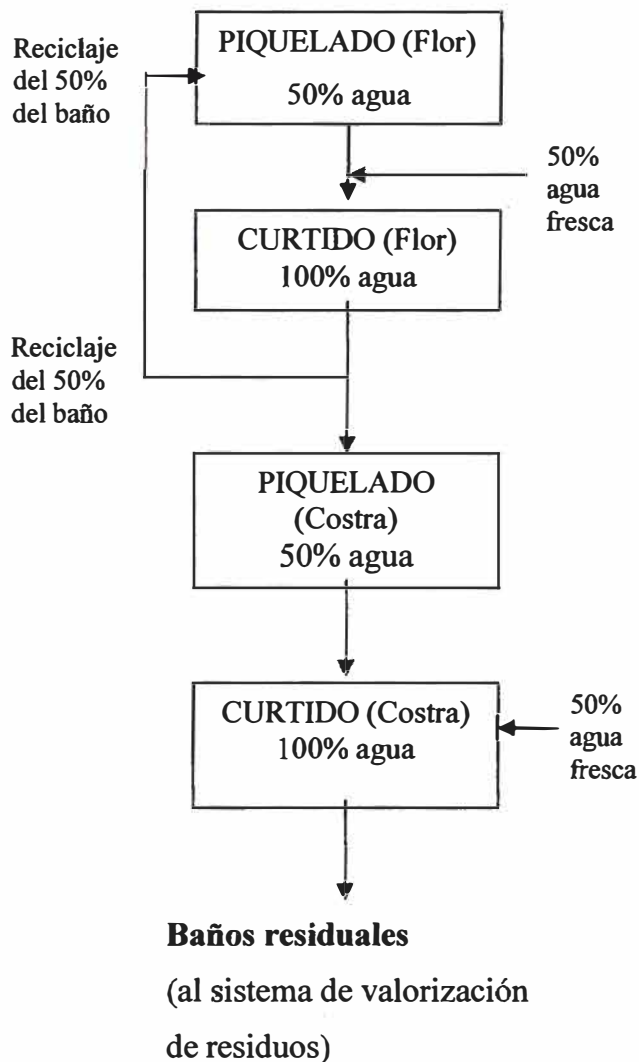 Reciclaje
del 50%
del baño
PIQUELADO (Flor)
50% agua
50%
agua
fresca
CURTIDO (Flor)
100% agua
Reciclaje
del 50%
del baño
PIQUELADO
(Costra)
50% agua
CURTIDO (Costra)
100% agua
50%
agua
fresca
Baños residuales
(al sistema de valorización
de residuos)